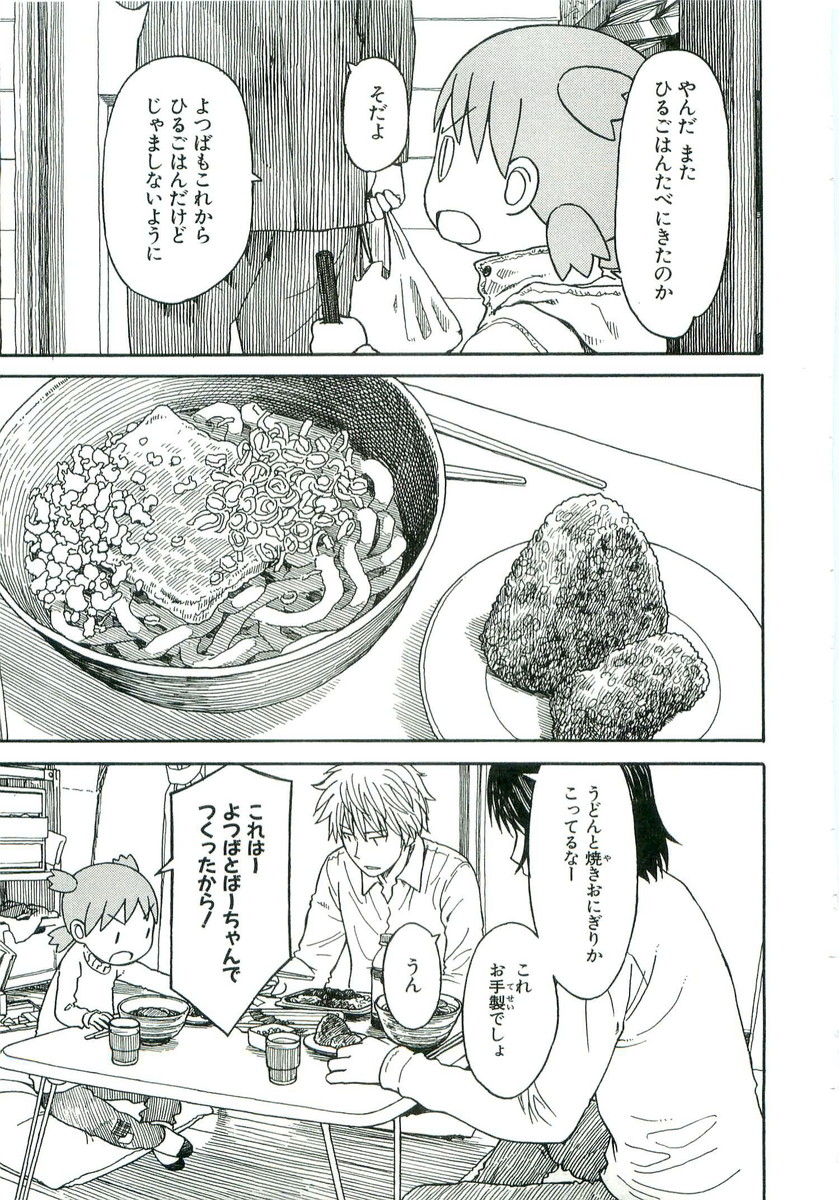 やんだ また
ひるごはんたべにきたのか
そだよ
よつばもこれから
ひるごはんだけど
じゃましないように
うどんと焼きおにぎりか
こってるなー
これ
お手製でしょ
うん
これはー
よつばとばーちゃんで
つくったから！